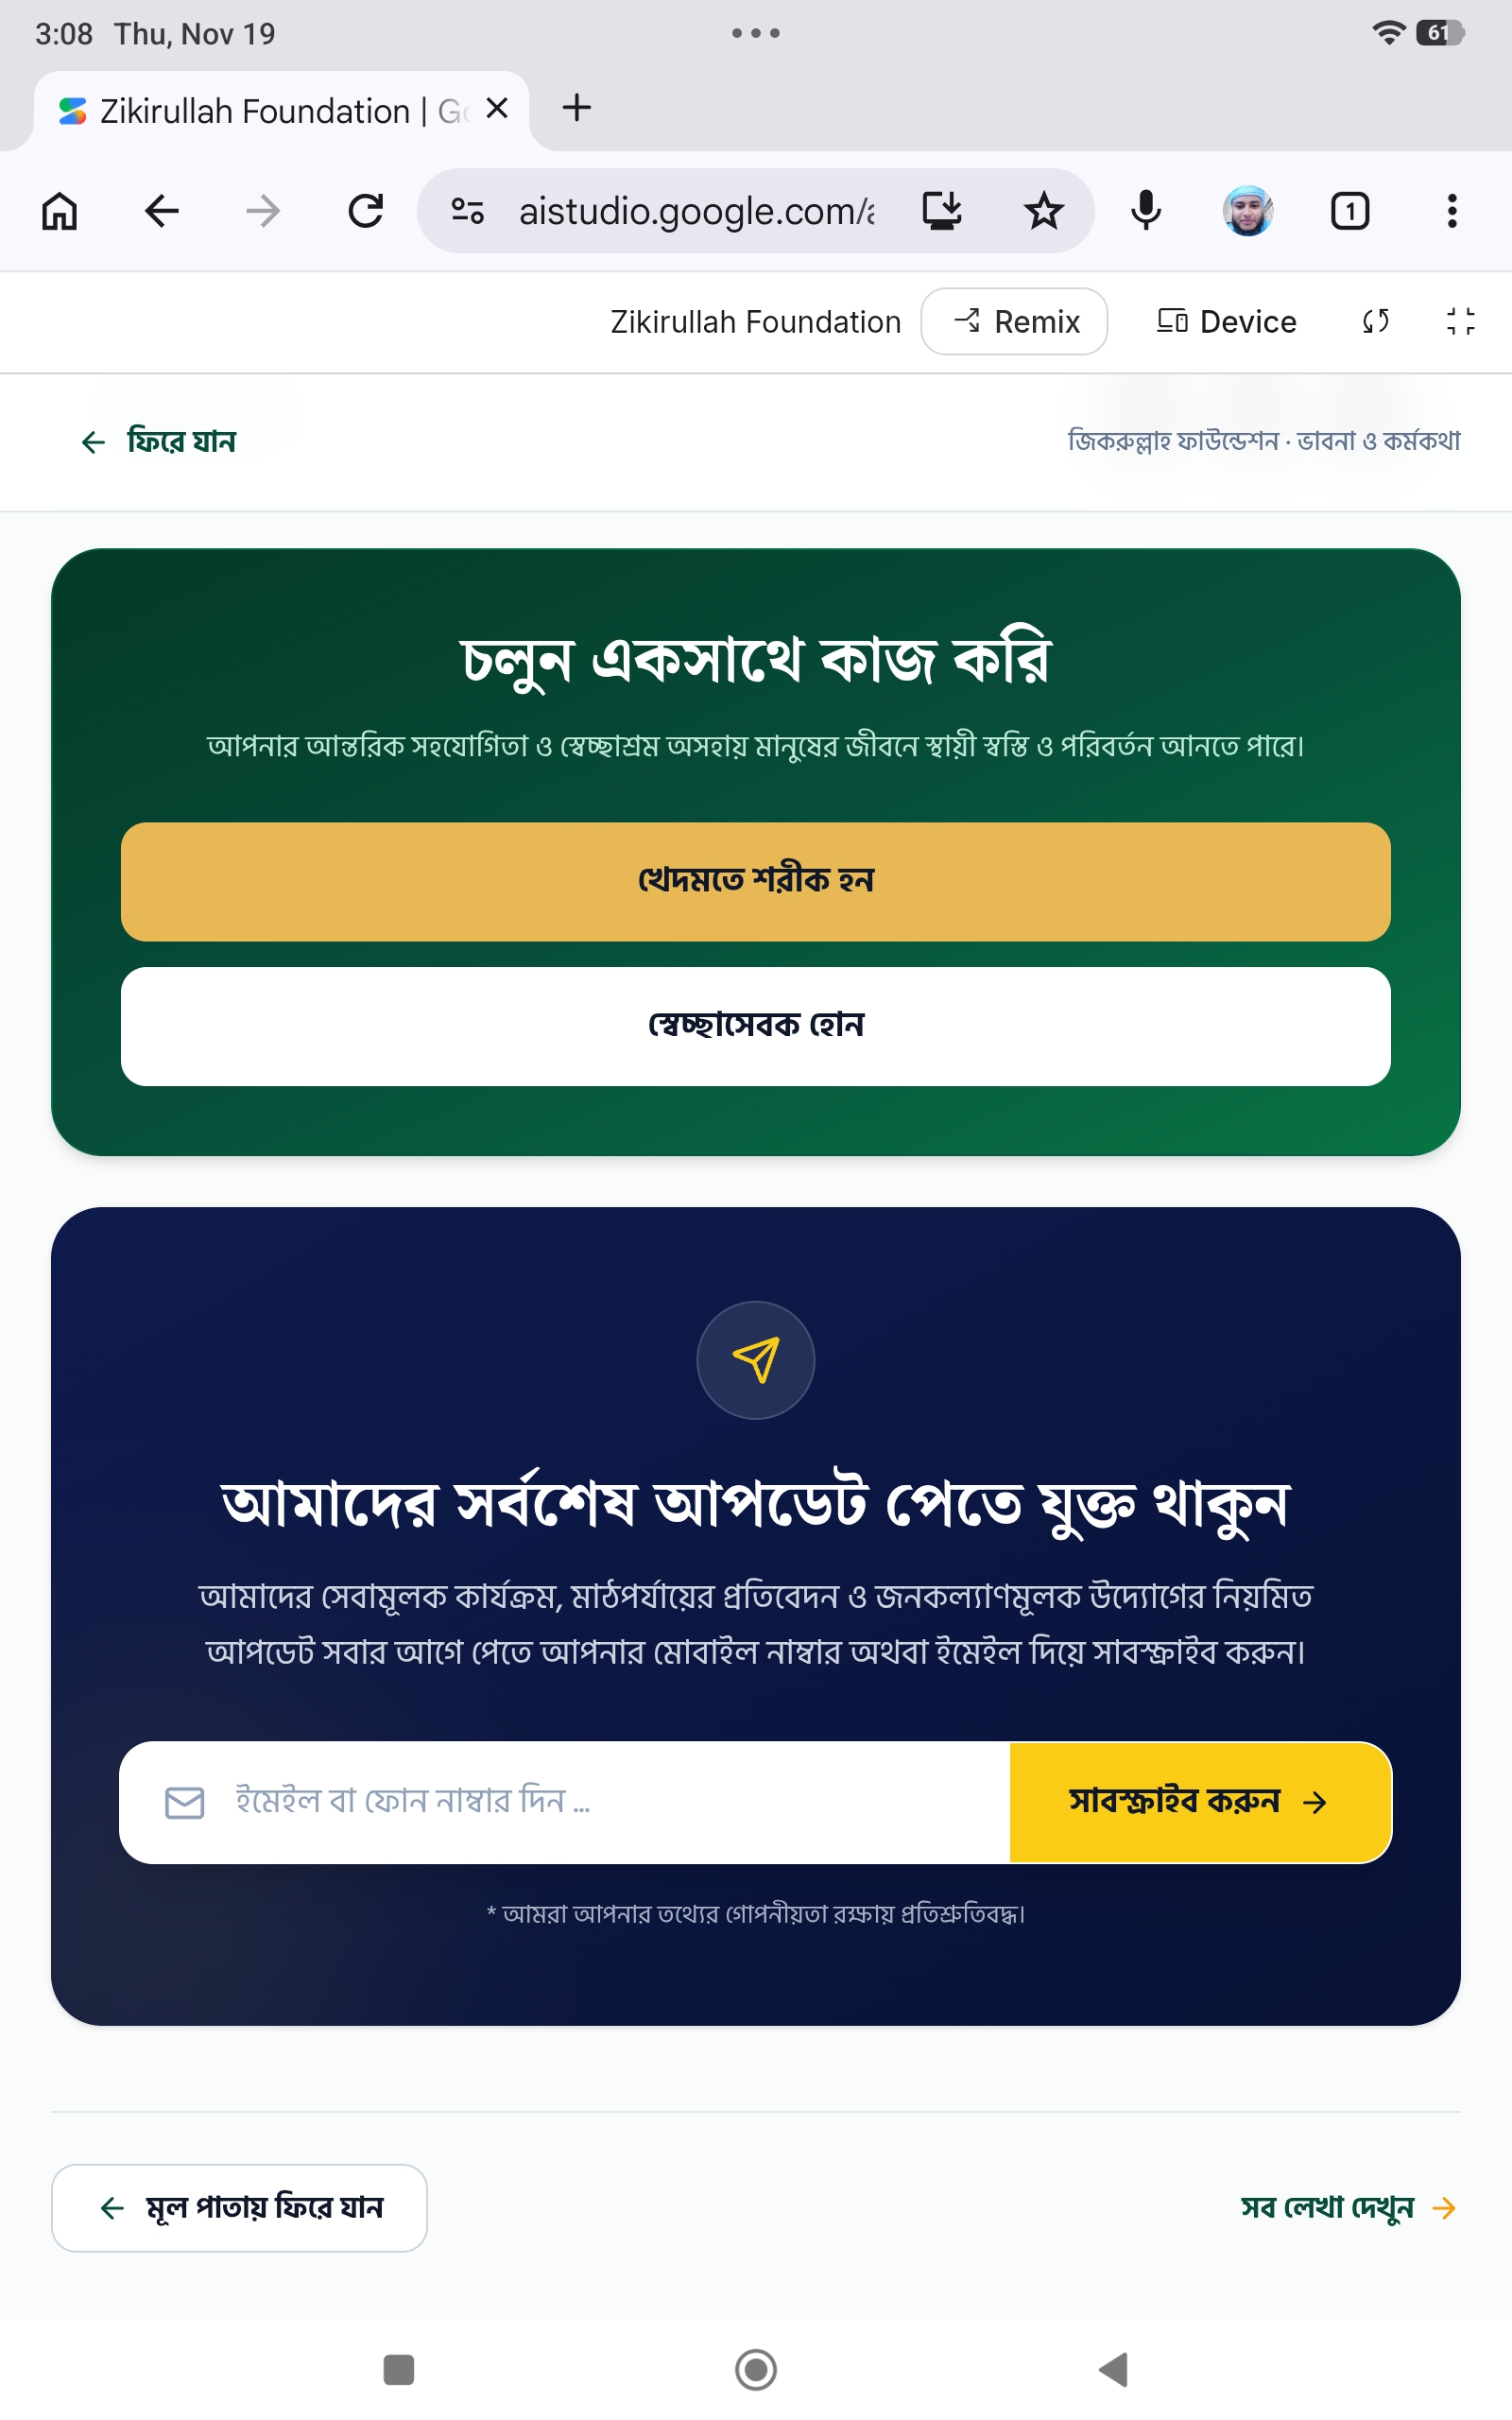 3:08 Thu, Nov 19
61
Zikirullah Foundation | Go
aistudio.google.com/a
1
Zikirullah Foundation
Remix
Device
ফিরে যান
জিকরুল্লাহ ফাউন্ডেশন · ভাবনা ও কর্মকথা
চলুন একসাথে কাজ করি
আপনার আন্তরিক সহযোগিতা ও স্বেচ্ছাশ্রম অসহায় মানুষের জীবনে স্থায়ী স্বস্তি ও পরিবর্তন আনতে পারে।
খেদমতে শরীক হন
স্বেচ্ছাসেবক হোন
আমাদের সর্বশেষ আপডেট পেতে যুক্ত থাকুন
আমাদের সেবামূলক কার্যক্রম, মাঠপর্যায়ের প্রতিবেদন ও জনকল্যাণমূলক উদ্যোগের নিয়মিত
আপডেট সবার আগে পেতে আপনার মোবাইল নাম্বার অথবা ইমেইল দিয়ে সাবস্ক্রাইব করুন।
ইমেইল বা ফোন নাম্বার দিন ...
সাবস্ক্রাইব করুন
* আমরা আপনার তথ্যের গোপনীয়তা রক্ষায় প্রতিশ্রুতিবদ্ধ।
মূল পাতায় ফিরে যান
সব লেখা দেখুন